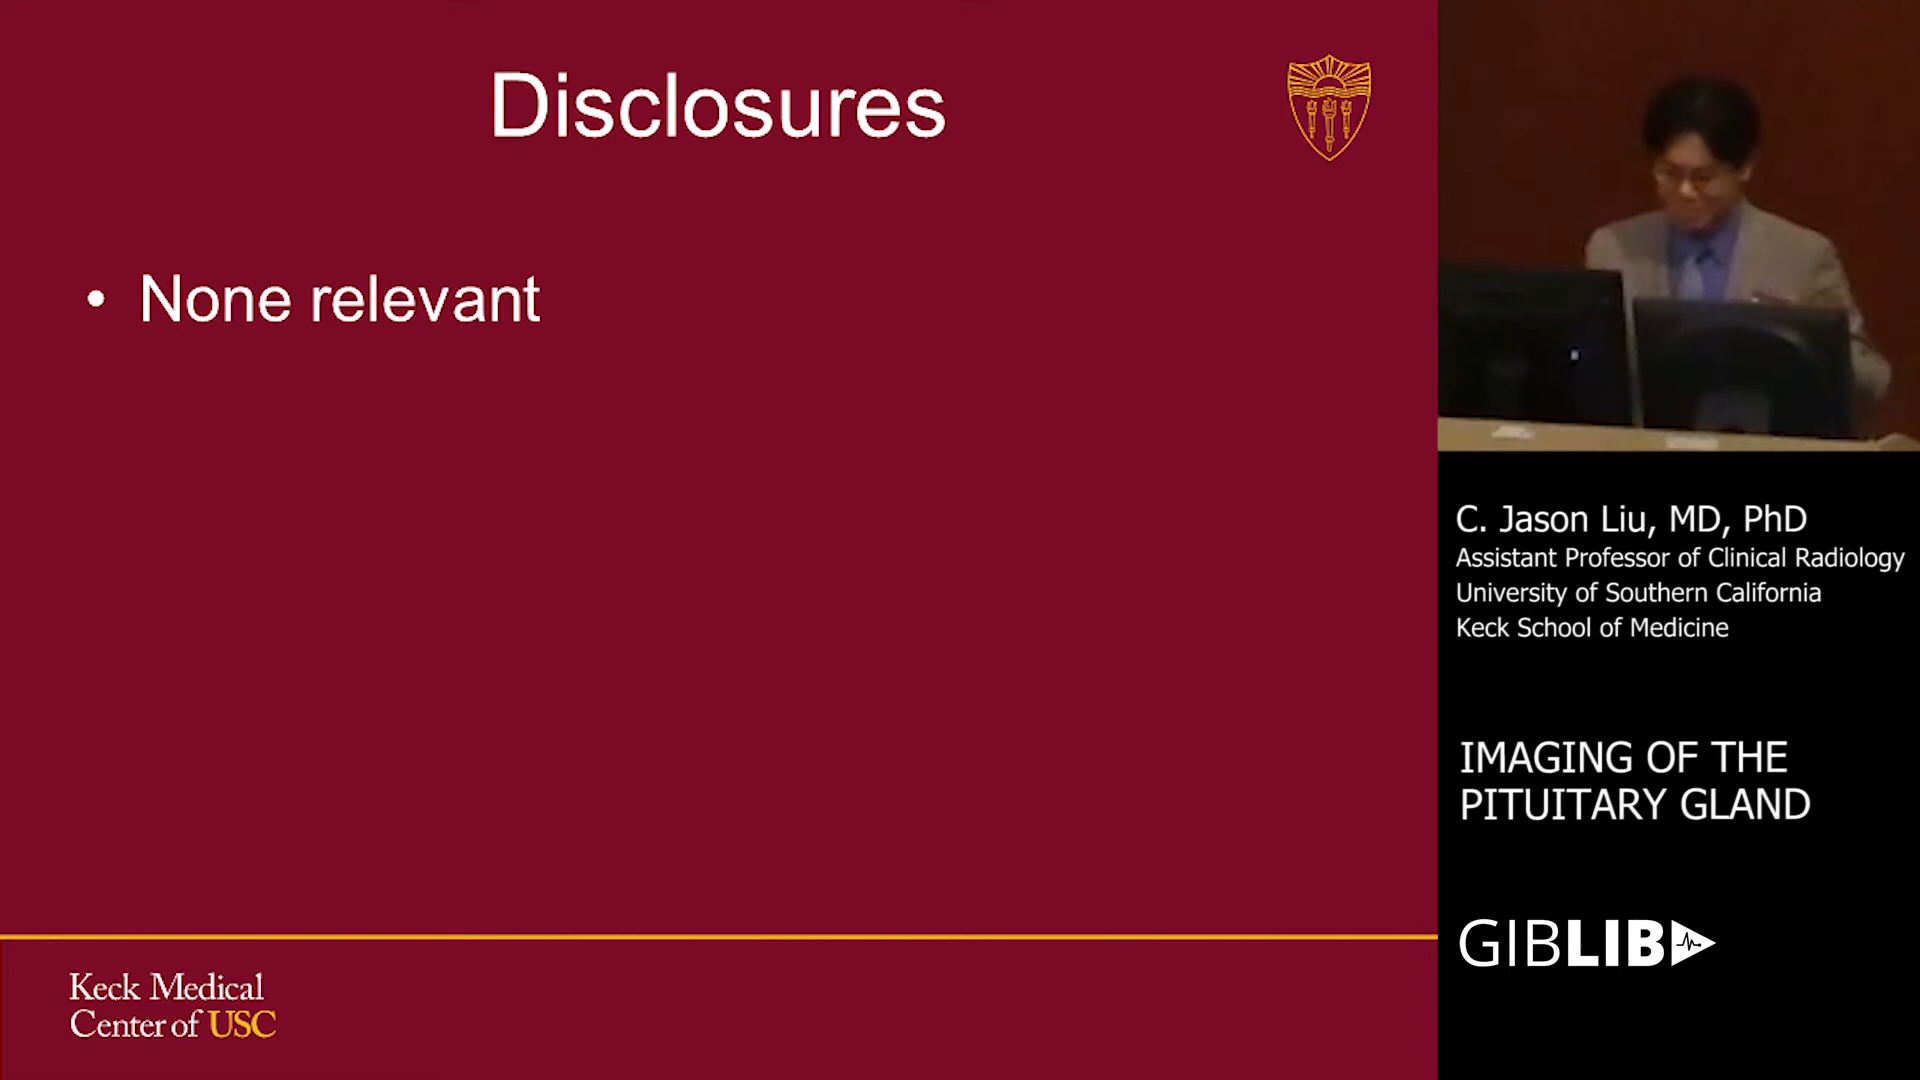 Disclosures
• None relevant
Keck Medical
Center of USC
C. Jason Liu, MD, PhD
Assistant Professor of Clinical Radiology
University of Southern California
Keck School of Medicine
IMAGING OF THE
PITUITARY GLAND
GIBLIB